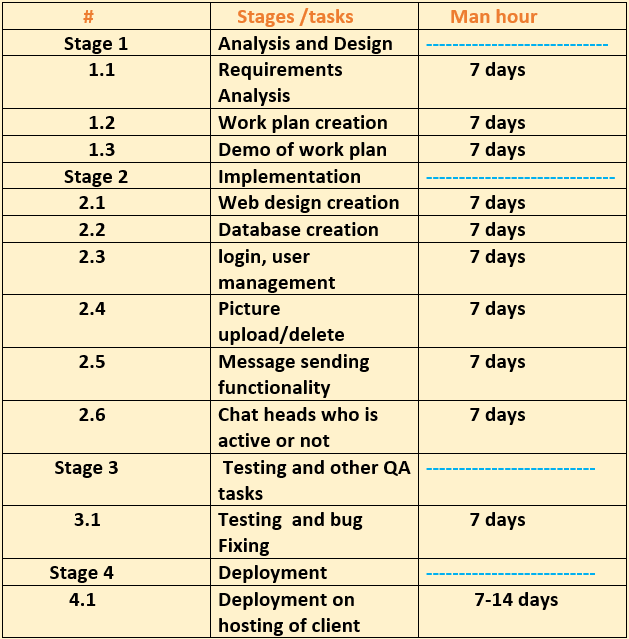 # Stages /tasks Man hour
Stage 1 Analysis and Design ----------------------------
1.1 Requirements 7 days
Analysis
1.2 Work plan creation 7 days
1.3 Demo of work plan 7 days
Stage 2 Implementation -----------------------------
2.1 Web design creation 7 days
2.2 Database creation 7 days
2.3 login, user 7 days
management
2.4 Picture 7 days
upload/delete
2.5 Message sending 7 days
functionality
2.6 Chat heads who is 7 days
active or not
Stage 3 Testing and other QA --------------------------
tasks
3.1 Testing and bug 7 days
Fixing
Stage 4 Deployment --------------------------
4.1 Deployment on 7-14 days
hosting of client